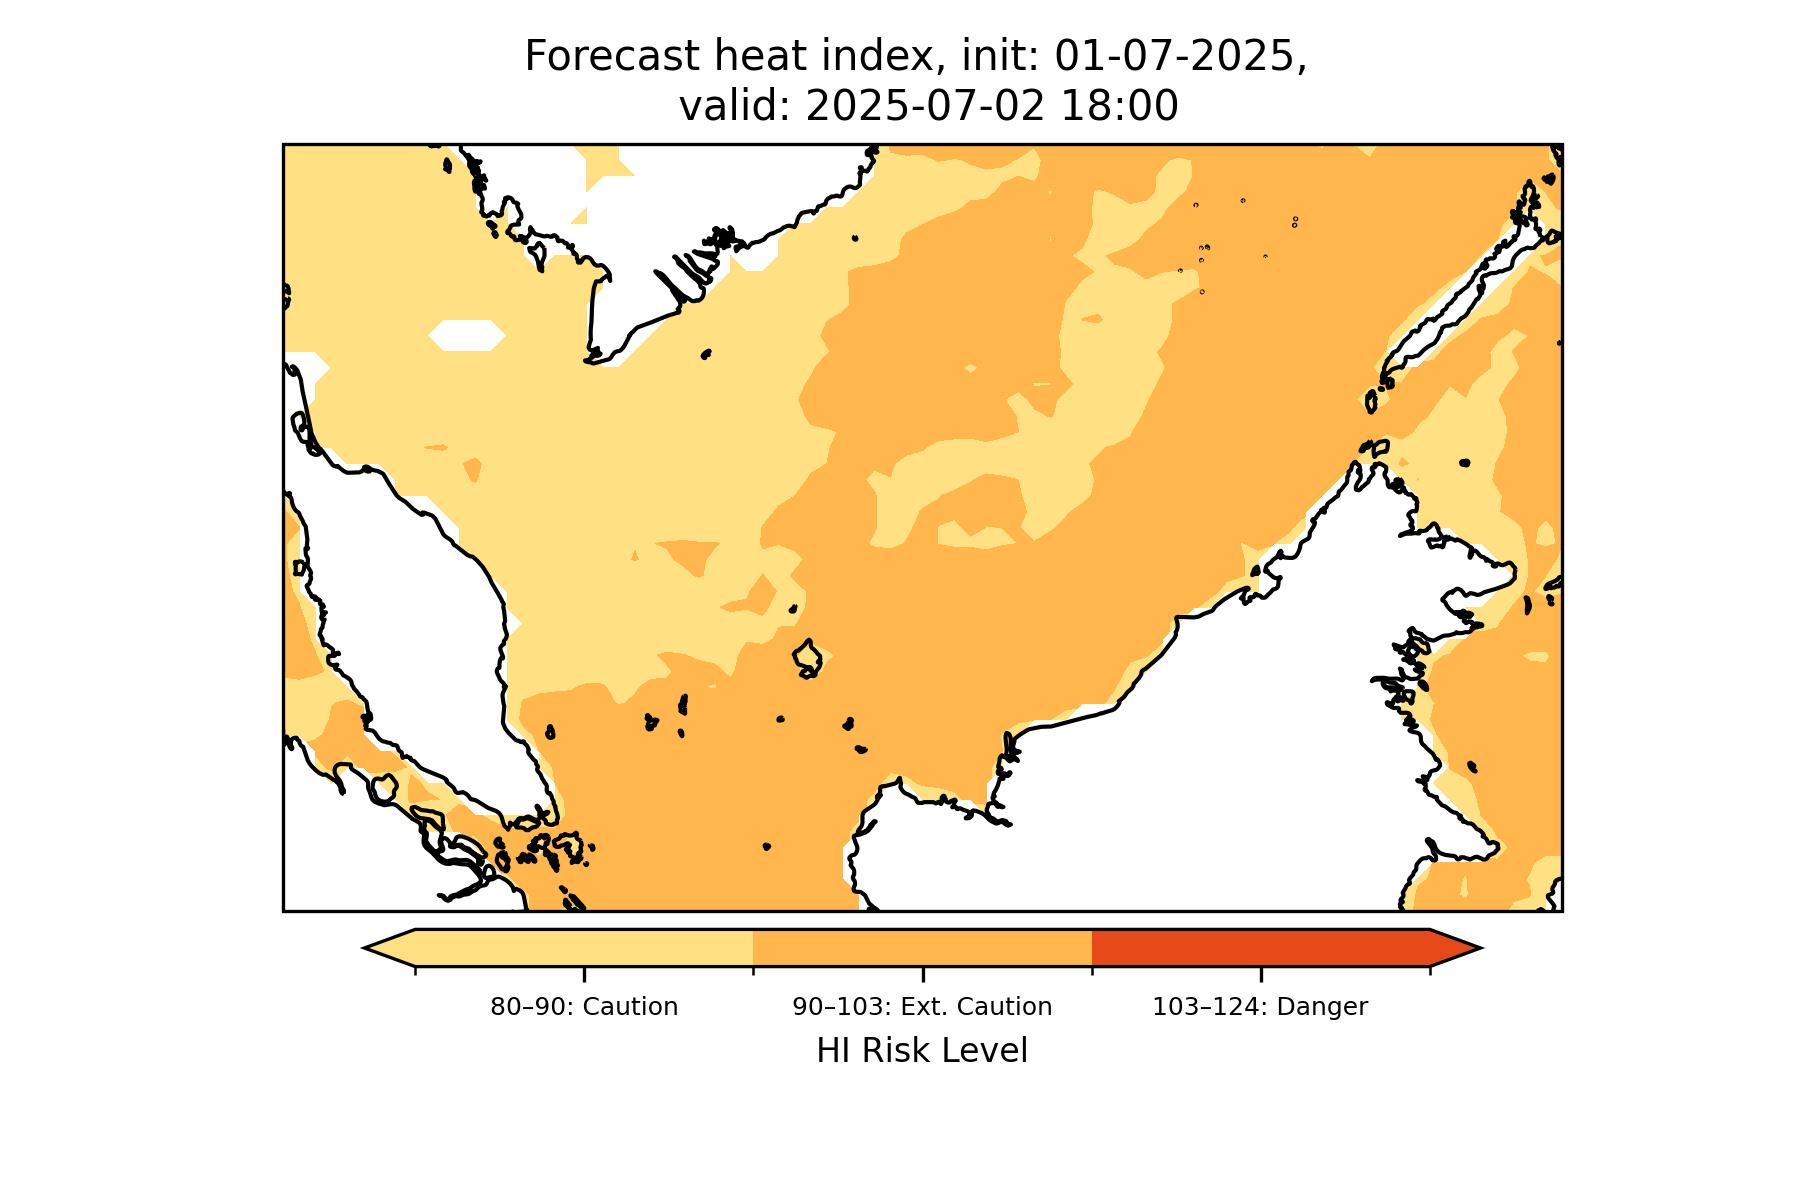 Forecast heat index, init: 01-07-2025,
valid: 2025-07-02 18:00
80–90: Caution
90–103: Ext. Caution
103–124: Danger
HI Risk Level